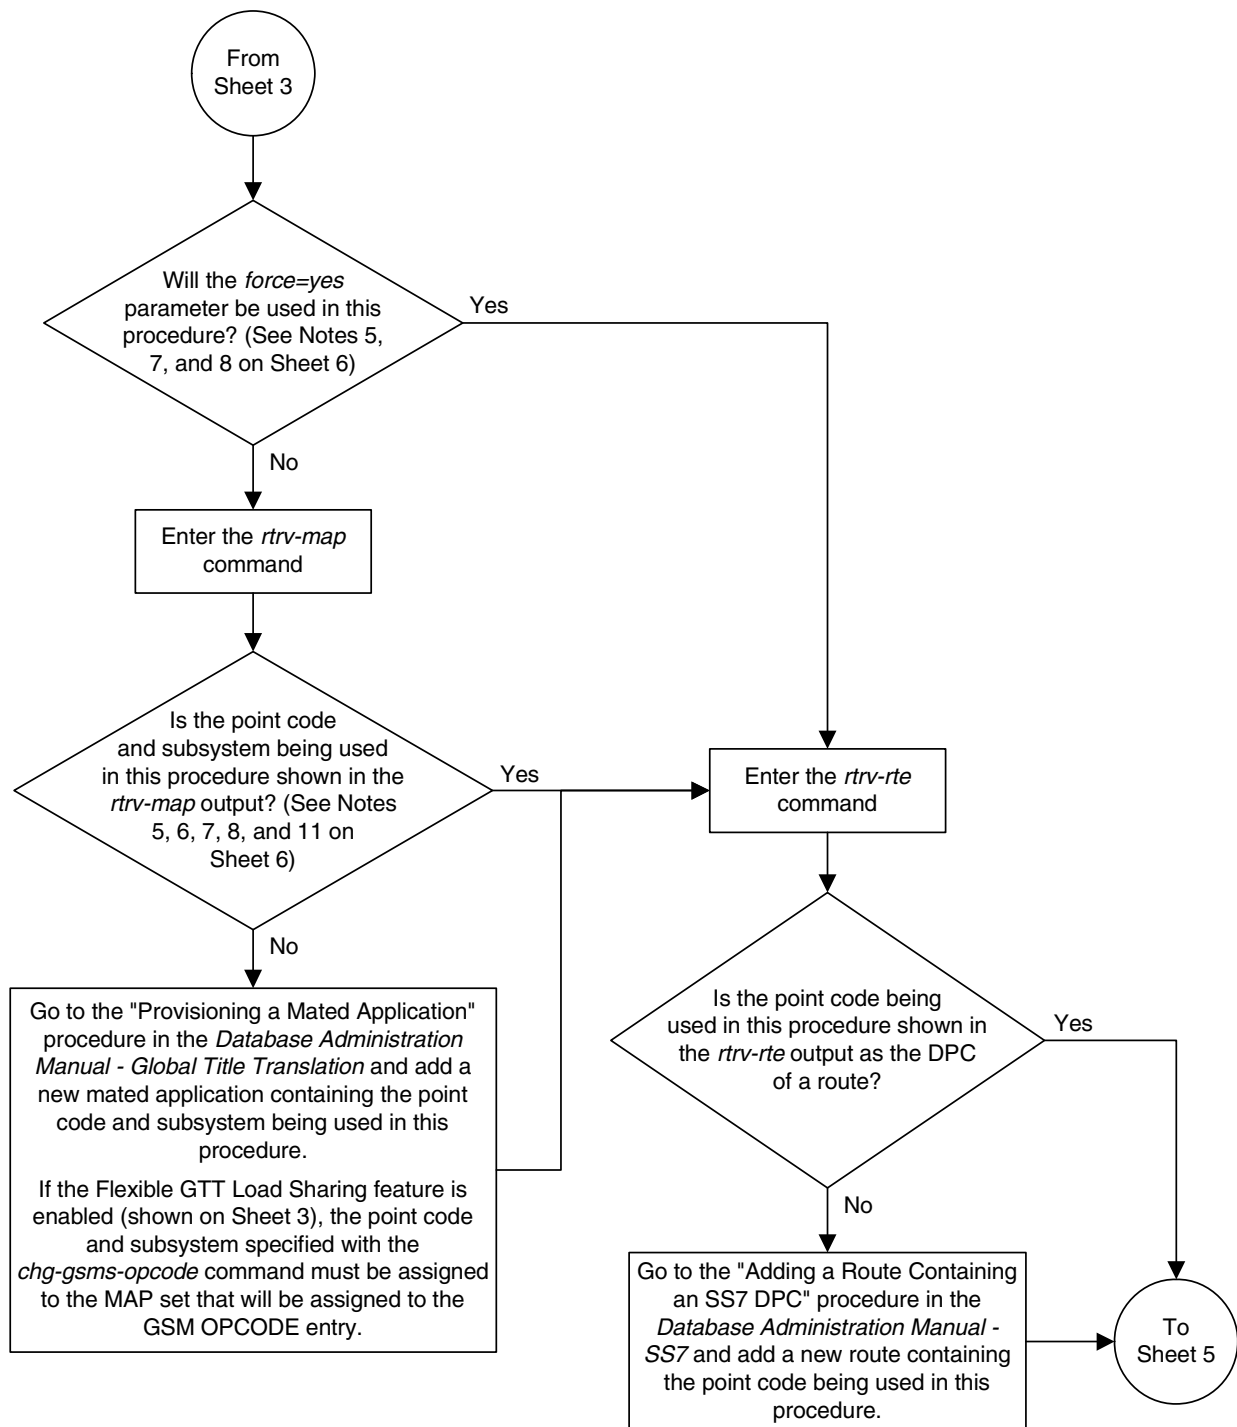 From
Sheet 3
Will the force=yes
parameter be used in this
procedure? (See Notes 5,
7, and 8 on Sheet 6)
Yes
No
Enter the rtrv-map
command
Is the point code
and subsystem being used
in this procedure shown in the
rtrv-map output? (See Notes
5, 6, 7, 8, and 11 on
Sheet 6)
Yes
No
Go to the "Provisioning a Mated Application"
procedure in the Database Administration
Manual - Global Title Translation and add a
new mated application containing the point
code and subsystem being used in this
procedure.
If the Flexible GTT Load Sharing feature is
enabled (shown on Sheet 3), the point code
and subsystem specified with the
chg-gsms-opcode command must be assigned
to the MAP set that will be assigned to the
GSM OPCODE entry.
Enter the rtrv-rte
command
Is the point code being
used in this procedure shown in
the rtrv-rte output as the DPC
of a route?
Yes
No
Go to the "Adding a Route Containing
an SS7 DPC" procedure in the
Database Administration Manual -
SS7 and add a new route containing
the point code being used in this
procedure.
To
Sheet 5